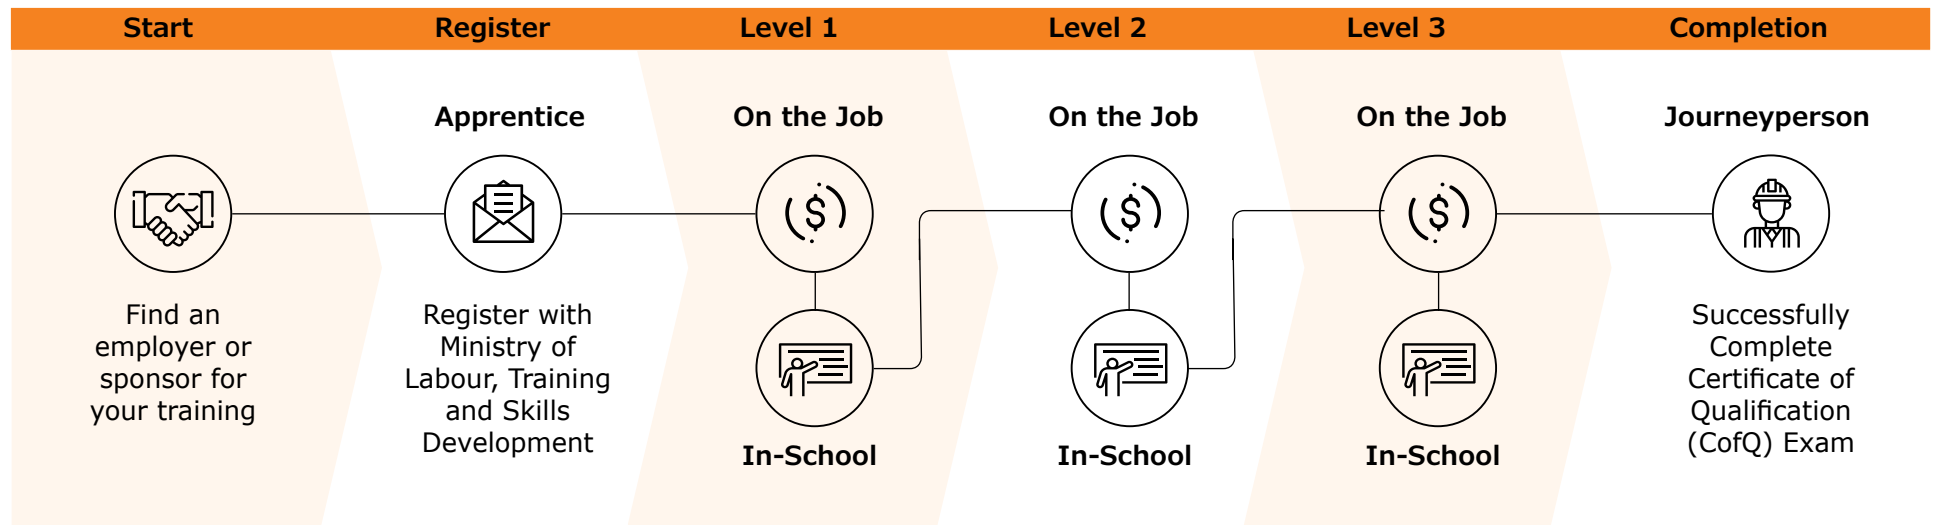 Start
Register
Level 1
Level 2
Level 3
Completion
Apprentice
On the Job
On the Job
On the Job
Journeyperson
$
$
$
Find an
employer or
sponsor for
your training
Register with
Ministry of
Labour, Training
and Skills
Development
In-School
In-School
In-School
Successfully
Complete
Certificate of
Qualification
(CofQ) Exam